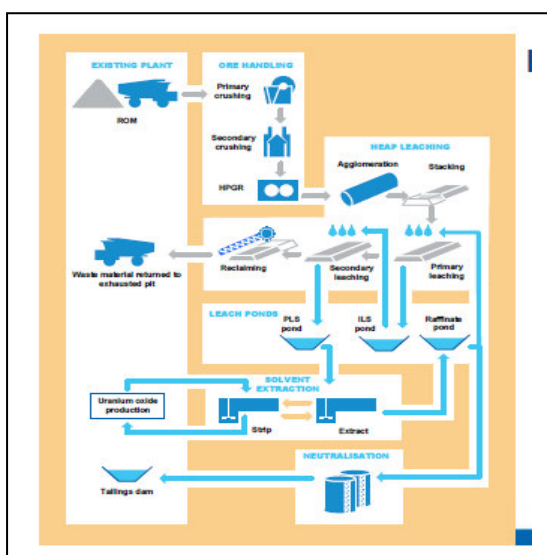 EXISTING PLANT
ORE HANDLING
Primary
crushing
ROM
Secondary
crushing
HPGR
HEAP LEACHING
Agglomeration
Stacking
Waste material returned to
exhausted pit
Reclaiming
Secondary
leaching
Primary
leaching
LEACH PONDS
PLS
pond
ILS
pond
Raffinate
pond
SOLVENT
EXTRACTION
Uranium oxide
production
Strip
Extract
NEUTRALISATION
Tailings dam